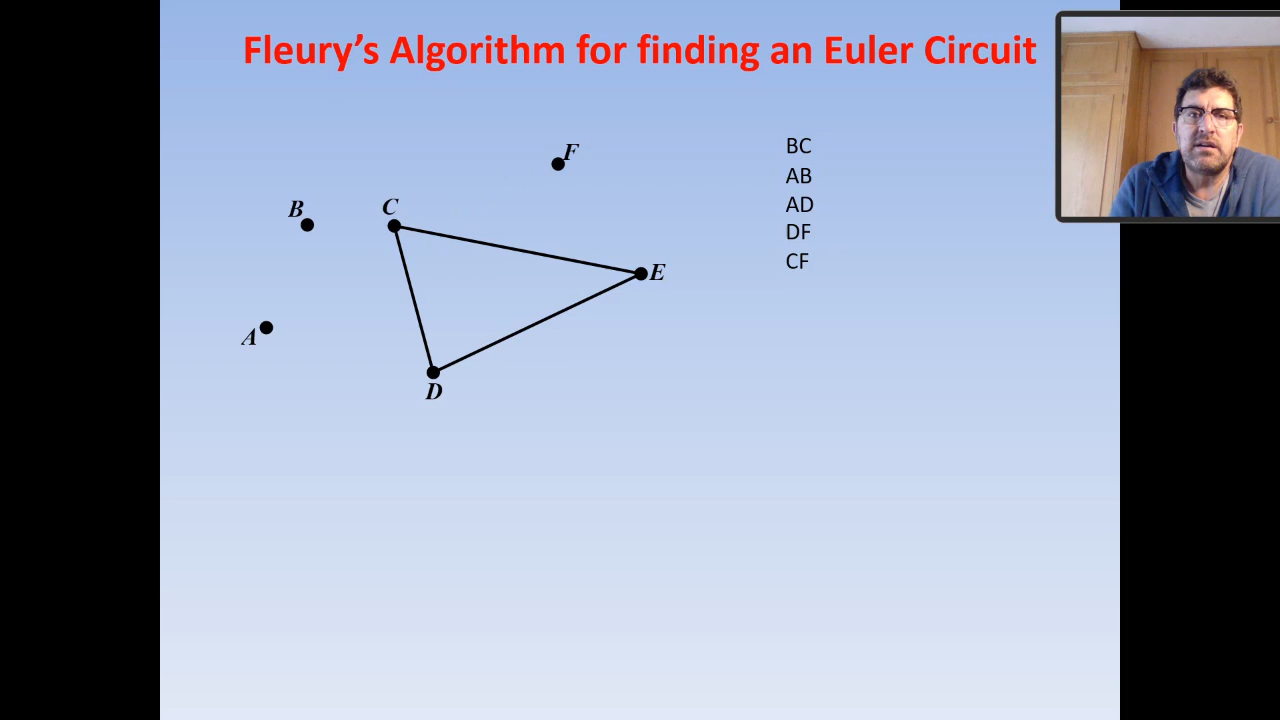 Fleury's Algorithm for finding an Euler Circuit
F
BC
AB
AD
DF
CF
B
C
E
A
D